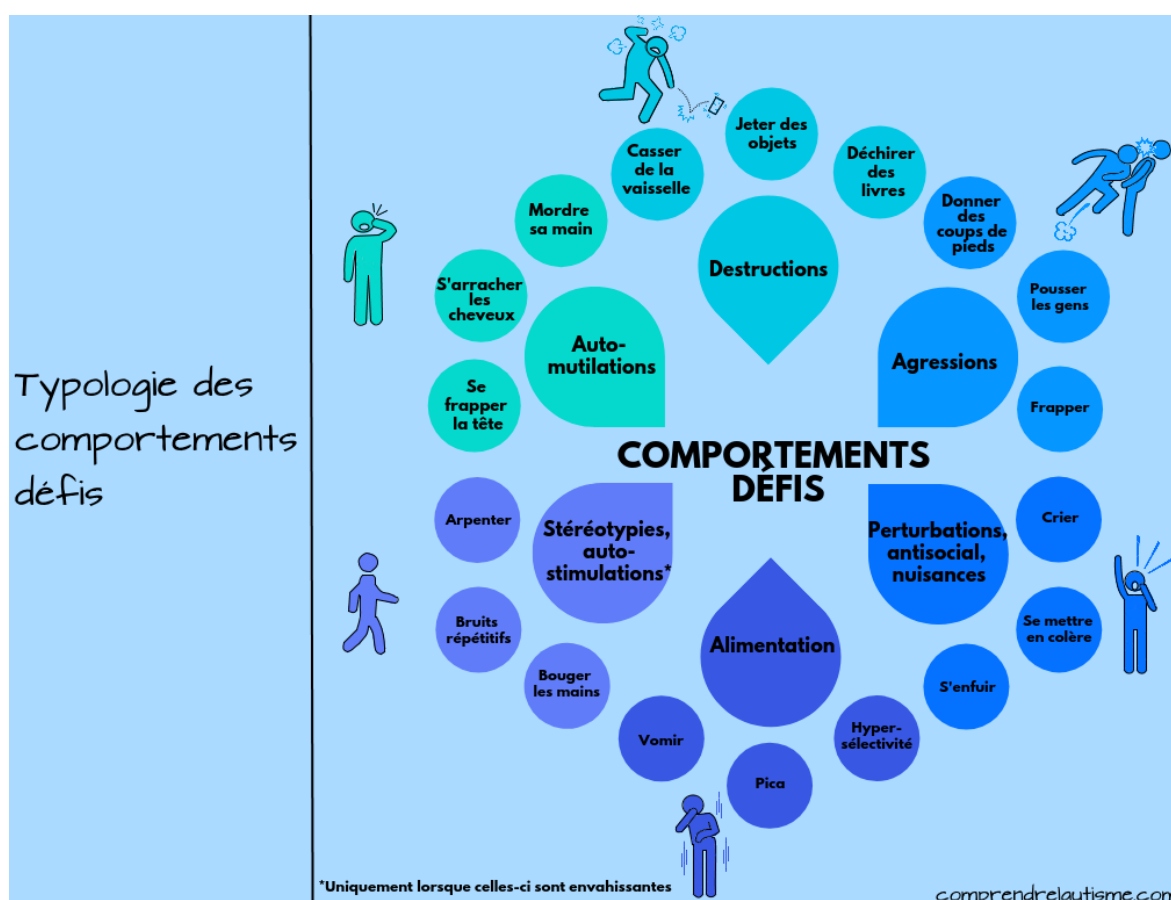 Typologie des
comportements
défis
COMPORTEMENTS
DÉFIS
Destructions
Casser
de la
vaisselle
Jeter des
objets
Déchirer
des
livres
Agressions
Donner
des
coups de
pieds
Pousser
les gens
Frapper
Perturbations,
antisocial,
nuisances
Crier
Se mettre
en colère
S'enfuir
Alimentation
Hyper-
sélectivité
Pica
Vomir
Stéréotypies,
auto-
stimulations*
Bouger
les mains
Bruits
répétitifs
Arpenter
Auto-
mutilations
Se
frapper
la tête
S'arracher
les
cheveux
Mordre
sa main
*Uniquement lorsque celles-ci sont envahissantes
comprendrelautisme.com